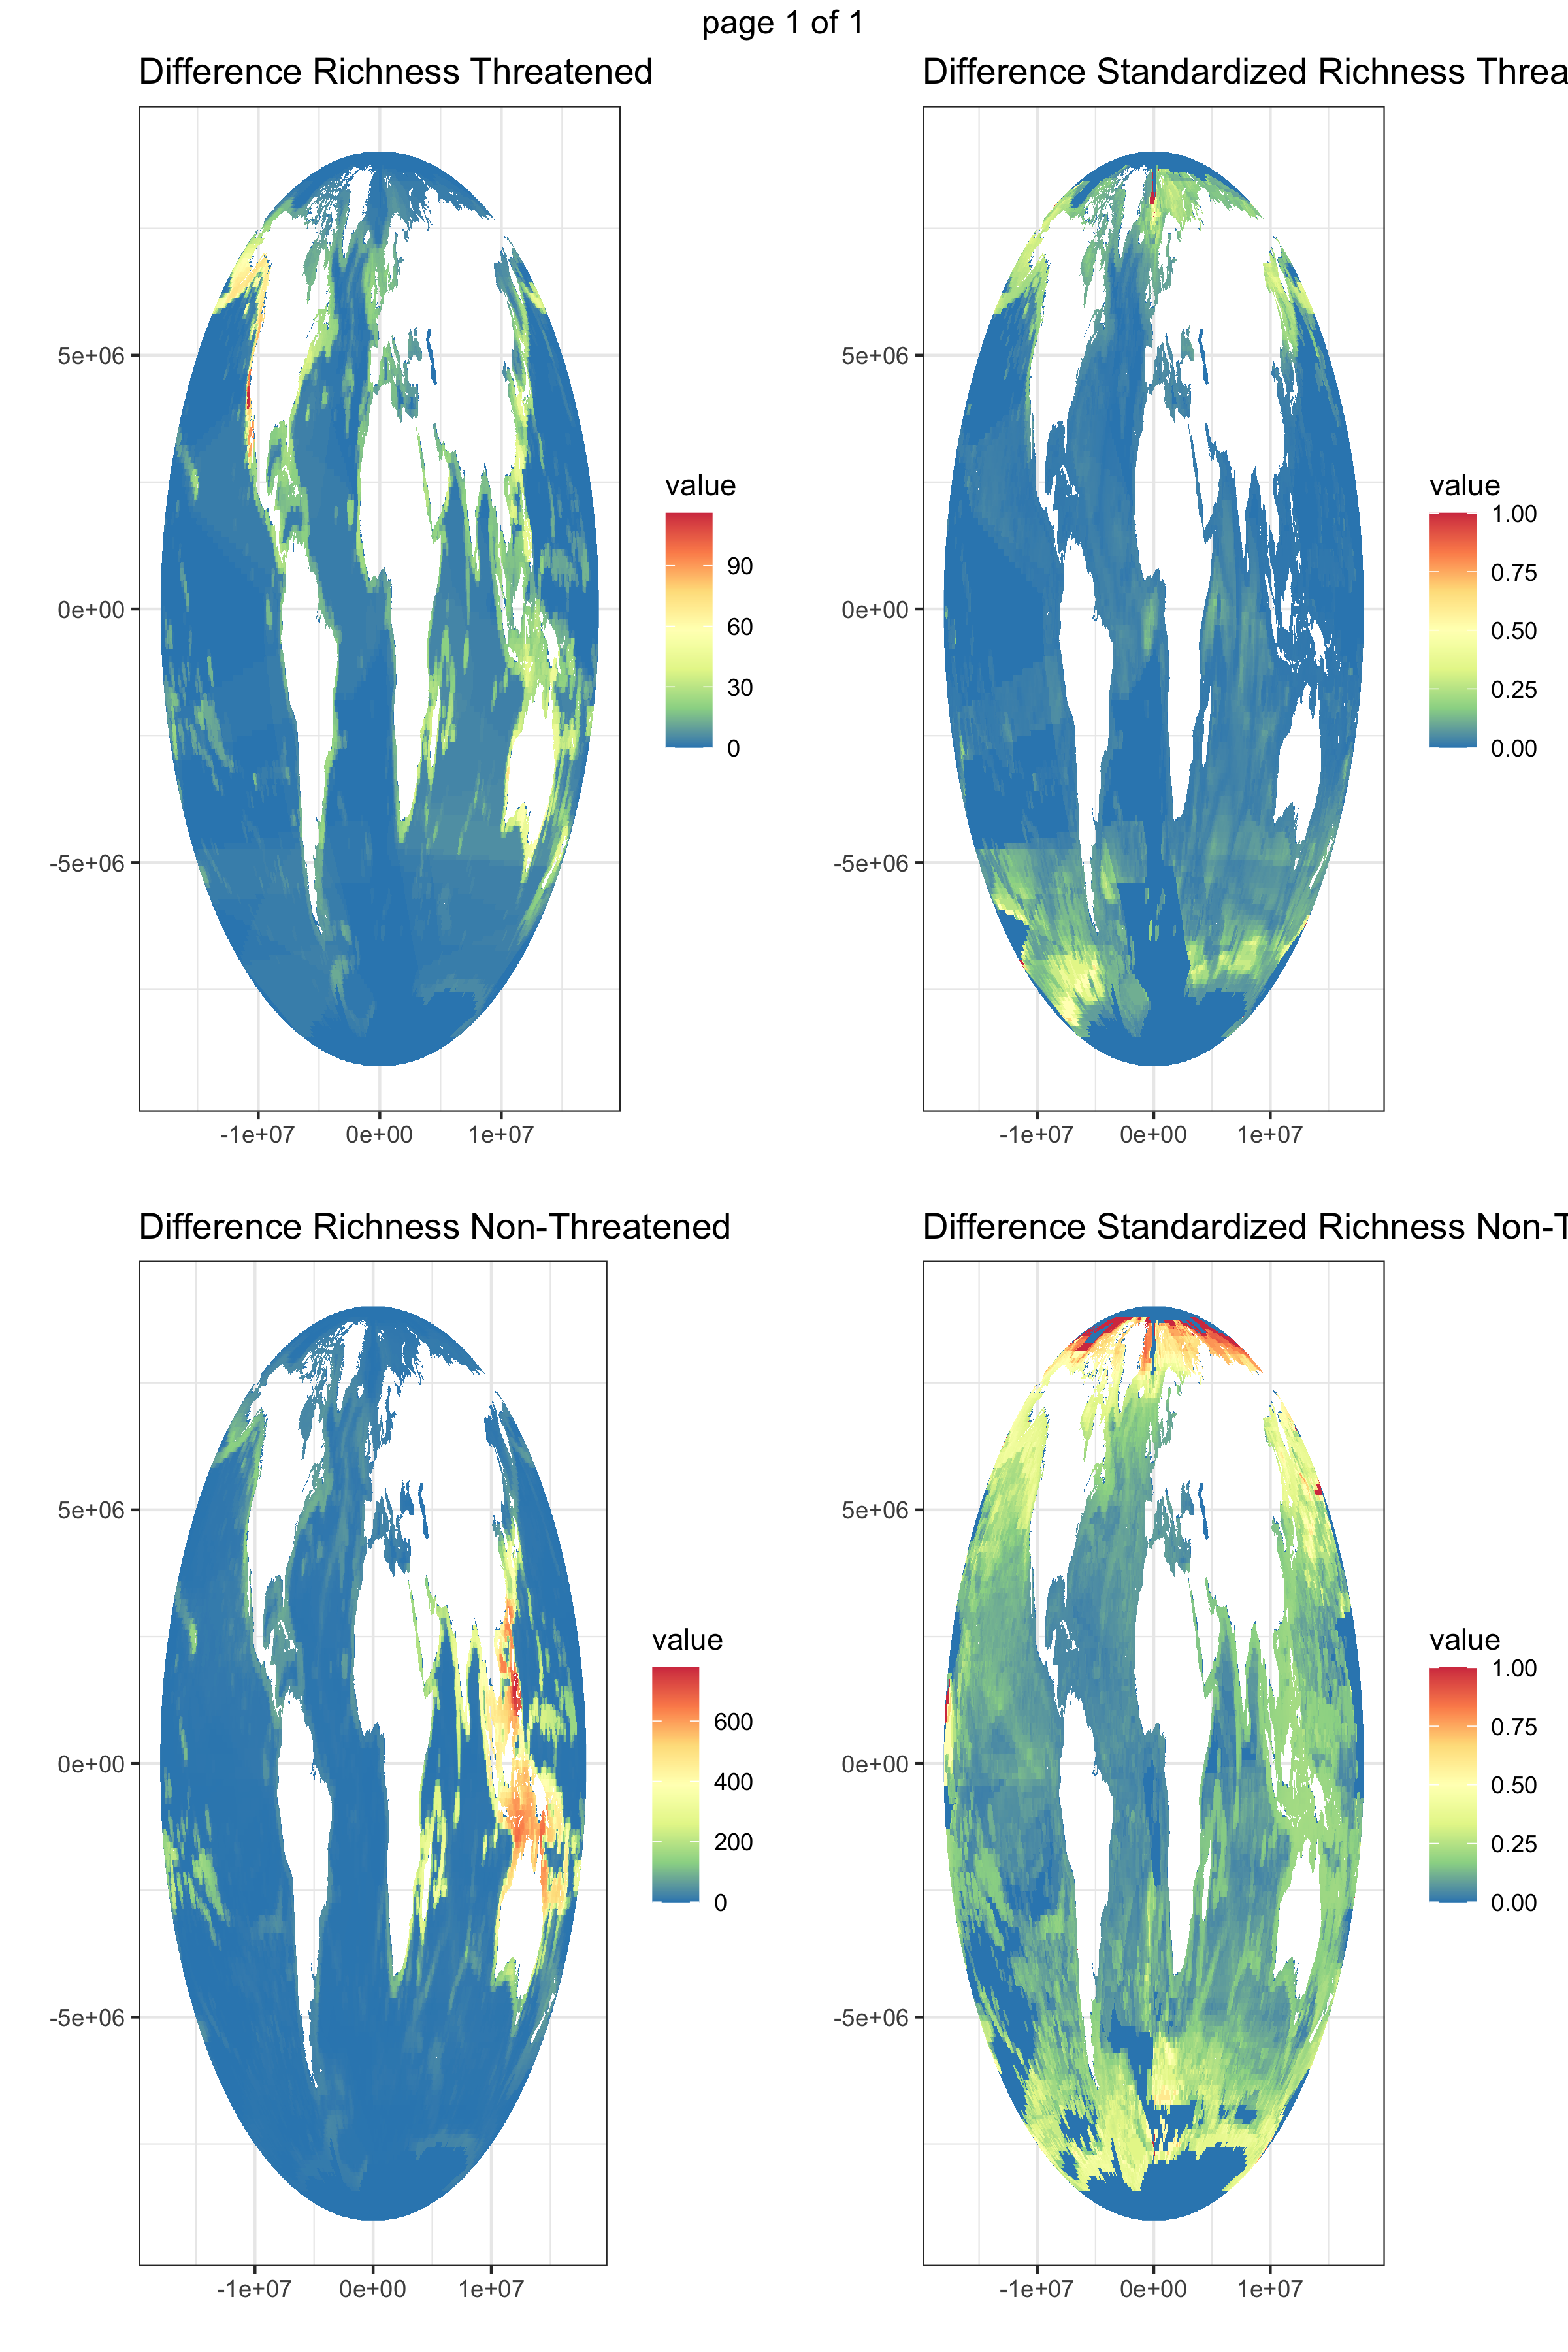 page 1 of 1
Difference Richness Threatened
5e+06
0e+00
-5e+06
-1e+07 0e+00 1e+07
value
90
60
30
0
Difference Standardized Richness Threa
5e+06
0e+00
-5e+06
-1e+07 0e+00 1e+07
value
1.00
0.75
0.50
0.25
0.00
Difference Richness Non-Threatened
5e+06
0e+00
-5e+06
-1e+07 0e+00 1e+07
value
600
400
200
0
Difference Standardized Richness Non-T
5e+06
0e+00
-5e+06
-1e+07 0e+00 1e+07
value
1.00
0.75
0.50
0.25
0.00